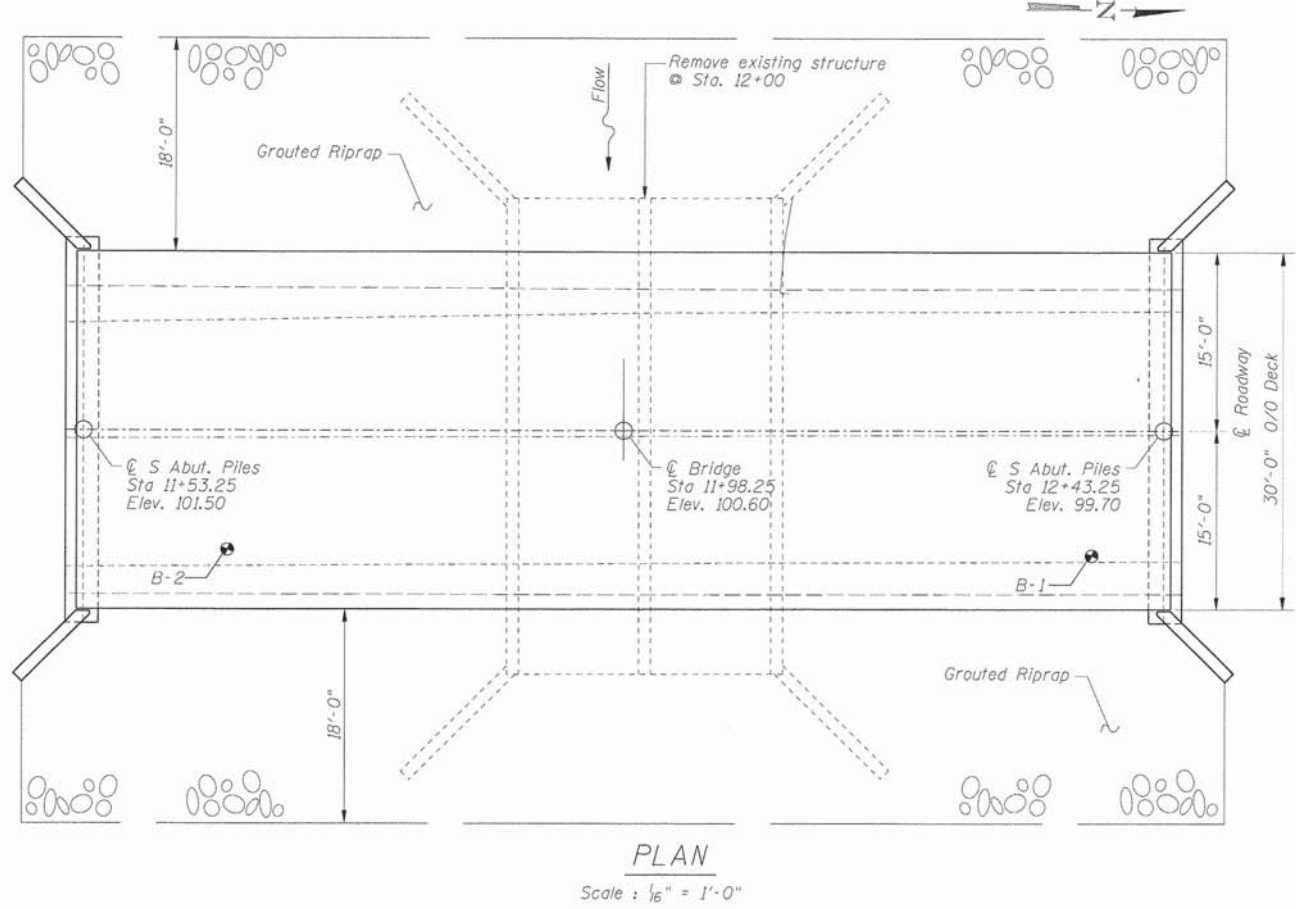 N
Remove existing structure
@ Sta. 12+00
Flow
18'-0"
Grouted Riprap
15'-0"
℄ Roadway
30'-0" O/O Deck
℄ S Abut. Piles
Sta 11+53.25
Elev. 101.50
℄ Bridge
Sta 11+98.25
Elev. 100.60
℄ S Abut. Piles
Sta 12+43.25
Elev. 99.70
15'-0"
B-2
B-1
18'-0"
Grouted Riprap
PLAN
Scale : 1/16" = 1'-0"